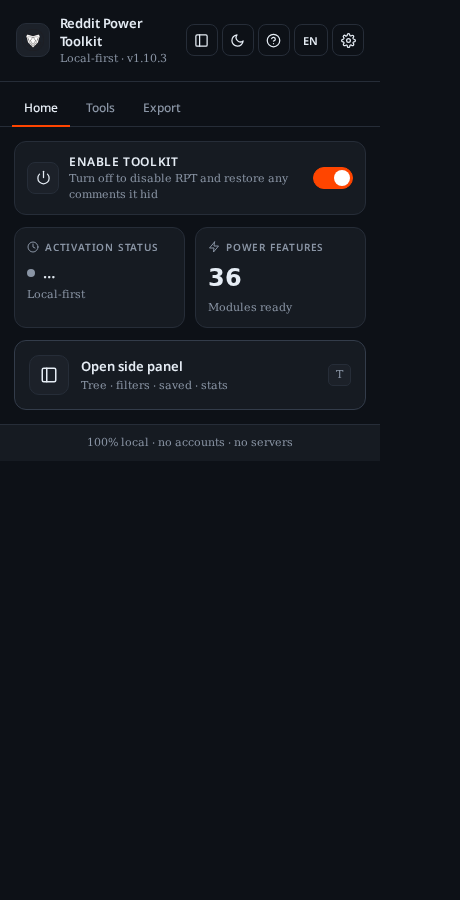 Reddit Power
Toolkit
Local-first · v1.10.3
EN
Home
Tools
Export
ENABLE TOOLKIT
Turn off to disable RPT and restore any
comments it hid
ACTIVATION STATUS
...
Local-first
POWER FEATURES
36
Modules ready
Open side panel
Tree · filters · saved · stats
T
100% local · no accounts · no servers